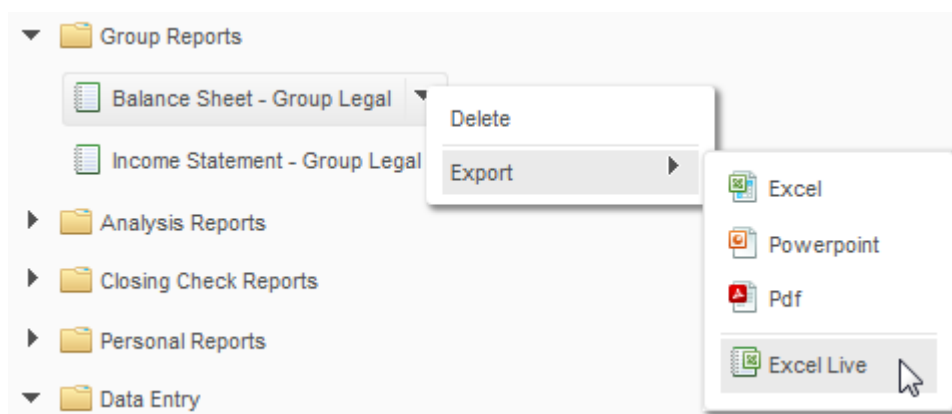 Group Reports
Balance Sheet - Group Legal
Delete
Income Statement - Group Legal
Export
Excel
Analysis Reports
Powerpoint
Closing Check Reports
Pdf
Personal Reports
Excel Live
Data Entry